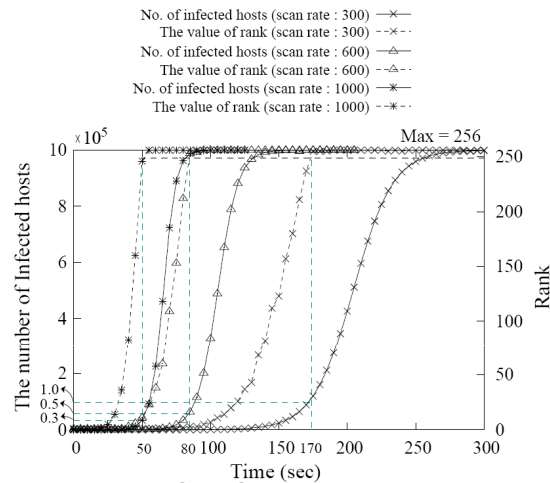 No. of infected hosts (scan rate : 300)
The value of rank (scan rate : 300)
No. of infected hosts (scan rate : 600)
The value of rank (scan rate : 600)
No. of infected hosts (scan rate : 1000)
The value of rank (scan rate : 1000)
10 x 10^5
Max = 256
8
6
4
2
1.0
0.5
0.3
0
The number of Infected hosts
250
200
150
100
50
0
Rank
0 50 80 100 150 170 200 250 300
Time (sec)